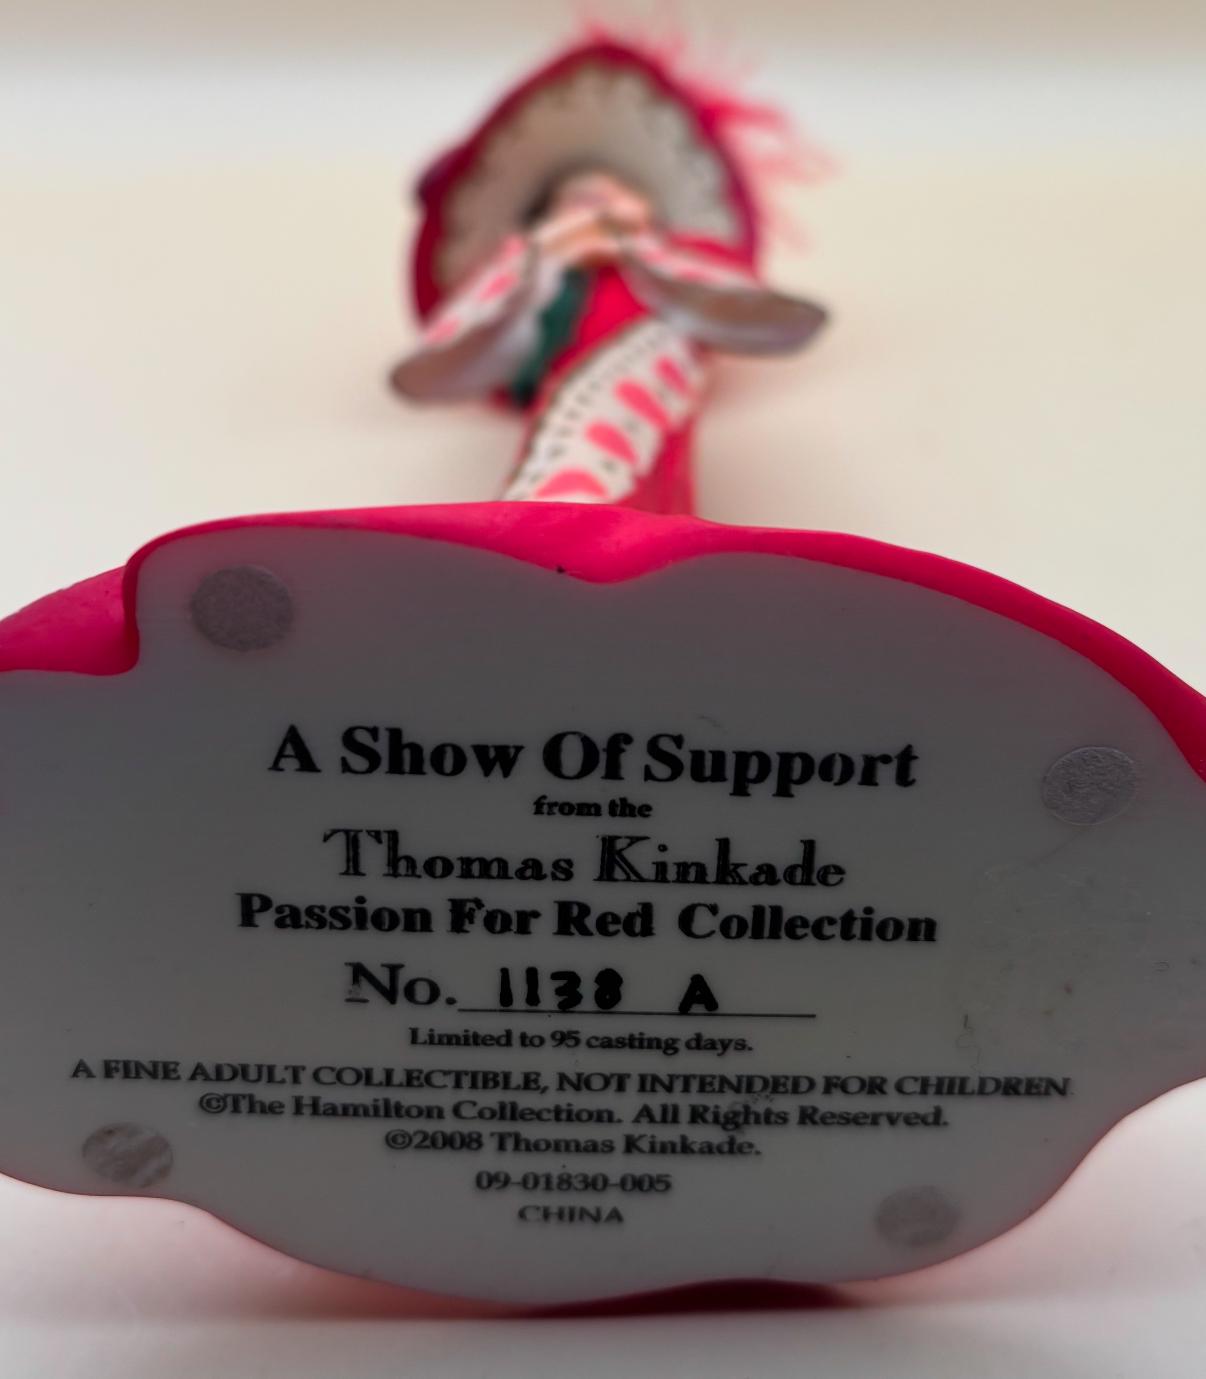 A Show Of Support
from the
Thomas Kinkade
Passion For Red Collection
No. 1138 A
Limited to 95 casting days.
A FINE ADULT COLLECTIBLE, NOT INTENDED FOR CHILDREN
©The Hamilton Collection. All Rights Reserved.
©2008 Thomas Kinkade.
09-01830-005
CHINA